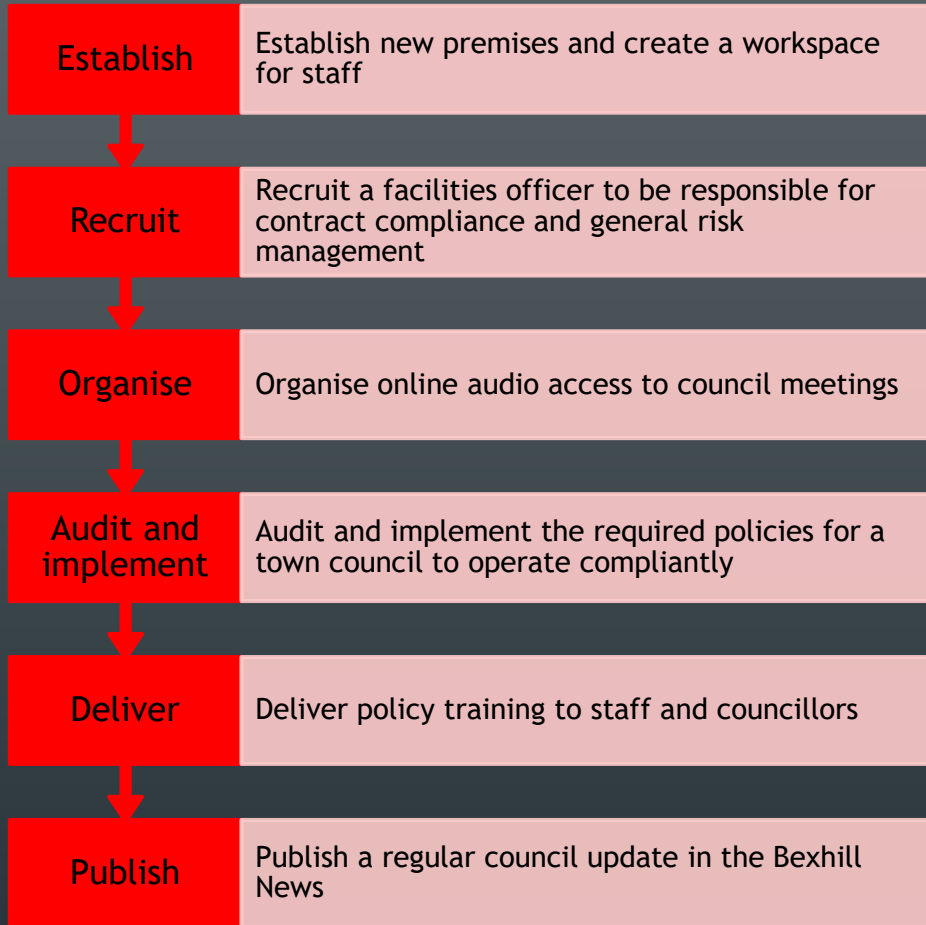 Establish
Establish new premises and create a workspace
for staff
Recruit
Recruit a facilities officer to be responsible for
contract compliance and general risk
management
Organise
Organise online audio access to council meetings
Audit and
implement
Audit and implement the required policies for a
town council to operate compliantly
Deliver
Deliver policy training to staff and councillors
Publish
Publish a regular council update in the Bexhill
News